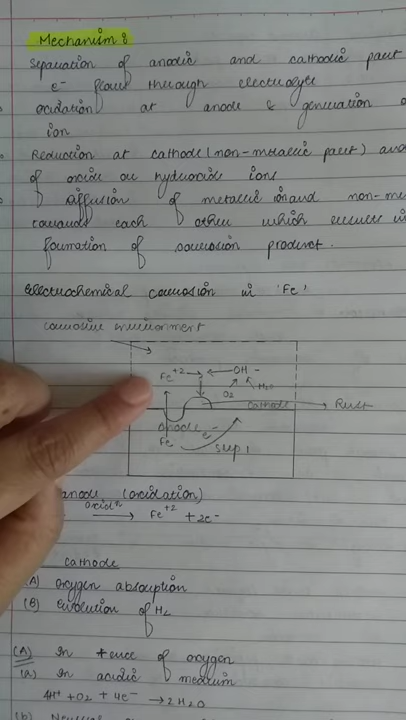 Mechanism :
Separation of anodic and cathodic part
e- flows through electrolyte
oxidation at anode & generation o
ion
Reduction at cathode (non-metallic part) and
of oxide or hydroxide ions
diffusion of metallic ion and non-me
towards each other which occurs in
formation of corrosion product.
Electrochemical corrosion in 'Fe'
corrosive environment
Fe+2 → ← OH-
O2 H2O
cathode → Rust
Anode e-
Fe
anode (oxidation)
oxidn
→ Fe+2 + 2e-
cathode
(A) oxygen absorption
(B) Evolution of H2
(A) In +ence of oxygen
(a) In acidic medium
4H+ + O2 + 4e- → 2H2O
(b)